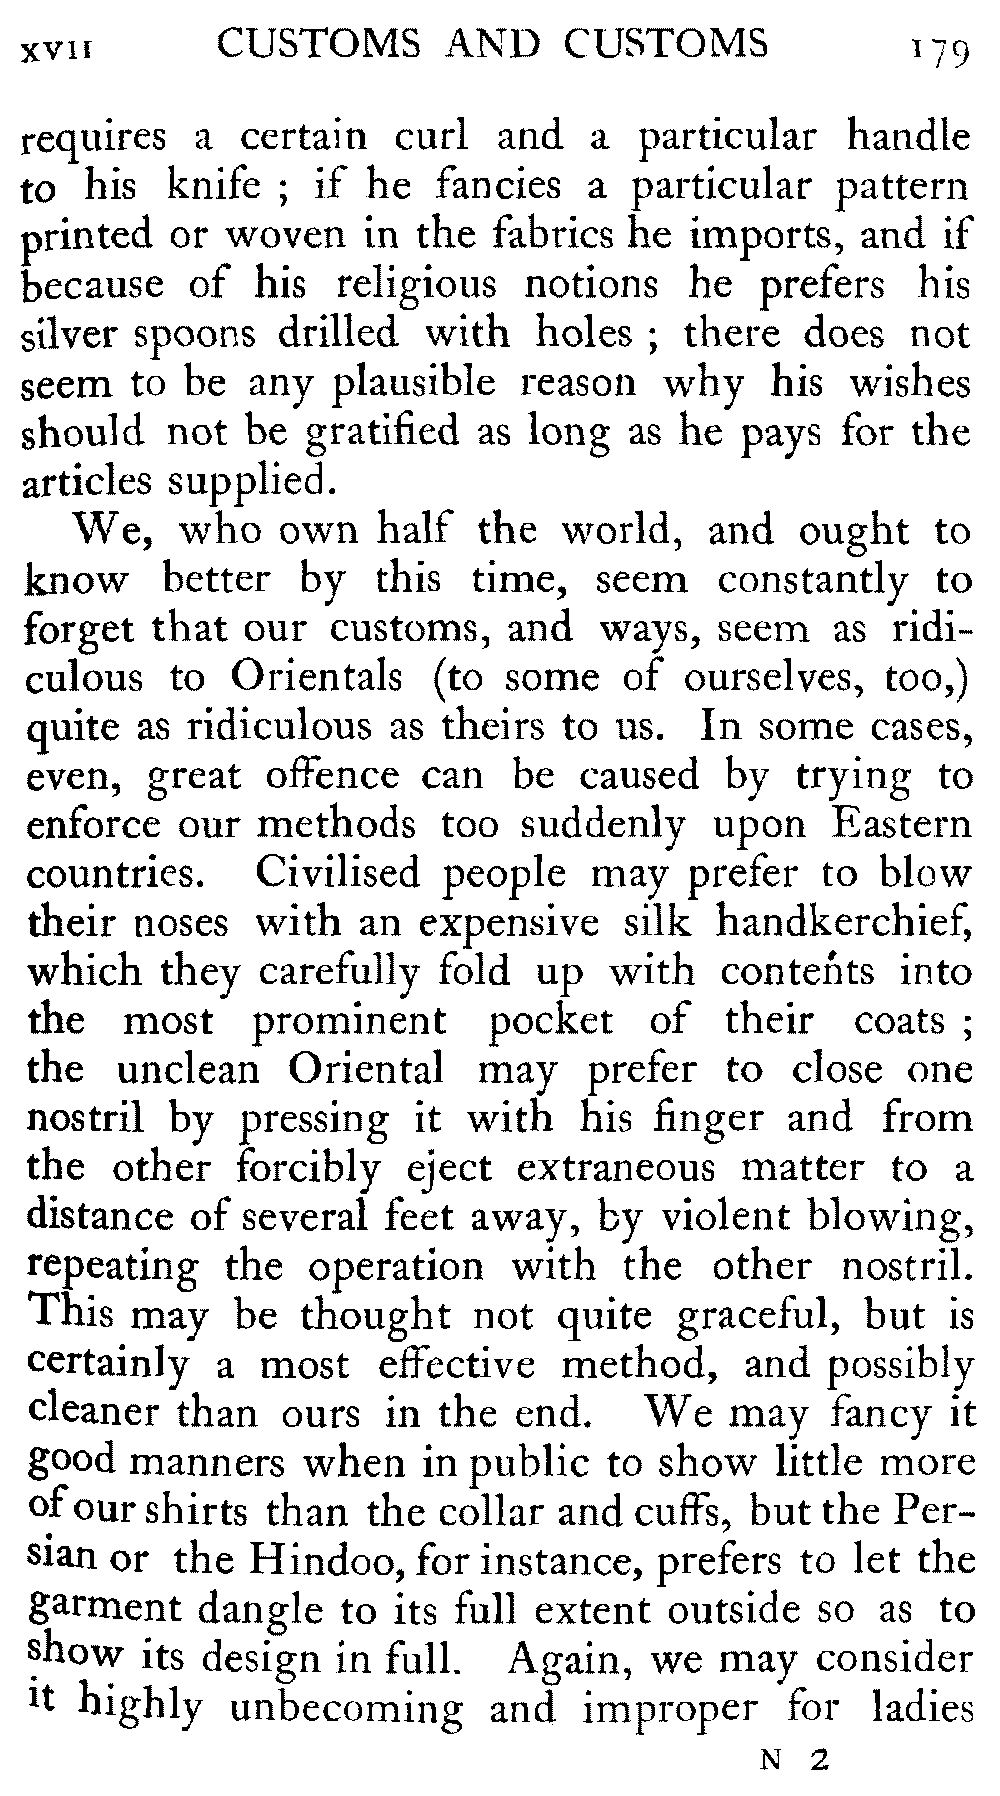 XVII CUSTOMS AND CUSTOMS 179
requires a certain curl and a particular handle
to his knife ; if he fancies a particular pattern
printed or woven in the fabrics he imports, and if
because of his religious notions he prefers his
silver spoons drilled with holes ; there does not
seem to be any plausible reason why his wishes
should not be gratified as long as he pays for the
articles supplied.
We, who own half the world, and ought to
know better by this time, seem constantly to
forget that our customs, and ways, seem as ridi-
culous to Orientals (to some of ourselves, too,)
quite as ridiculous as theirs to us. In some cases,
even, great offence can be caused by trying to
enforce our methods too suddenly upon Eastern
countries. Civilised people may prefer to blow
their noses with an expensive silk handkerchief,
which they carefully fold up with contents into
the most prominent pocket of their coats ;
the unclean Oriental may prefer to close one
nostril by pressing it with his finger and from
the other forcibly eject extraneous matter to a
distance of several feet away, by violent blowing,
repeating the operation with the other nostril.
This may be thought not quite graceful, but is
certainly a most effective method, and possibly
cleaner than ours in the end. We may fancy it
good manners when in public to show little more
of our shirts than the collar and cuffs, but the Per-
sian or the Hindoo, for instance, prefers to let the
garment dangle to its full extent outside so as to
show its design in full. Again, we may consider
it highly unbecoming and improper for ladies
N 2